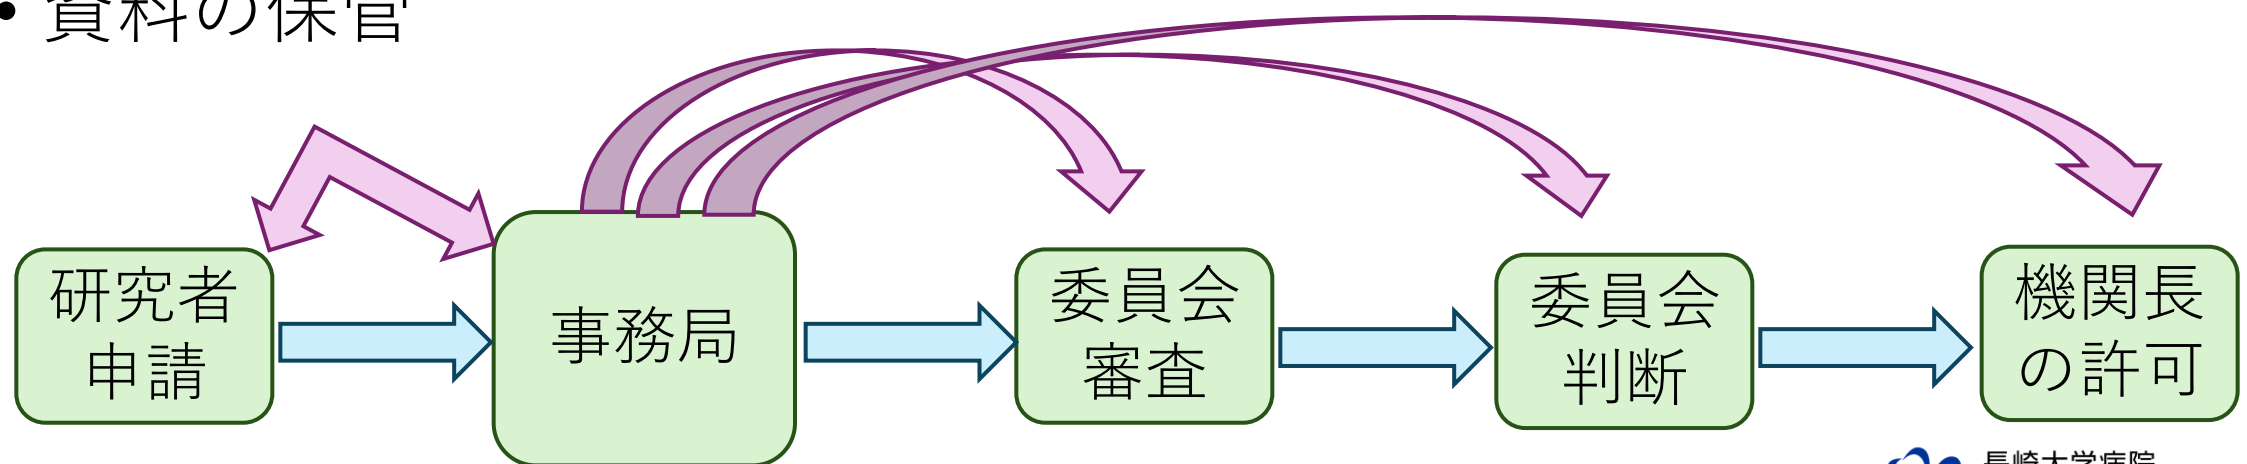 • 資料の保管
研究者
申請
事務局
委員会
審査
委員会
判断
機関長
の許可
長崎大学病院